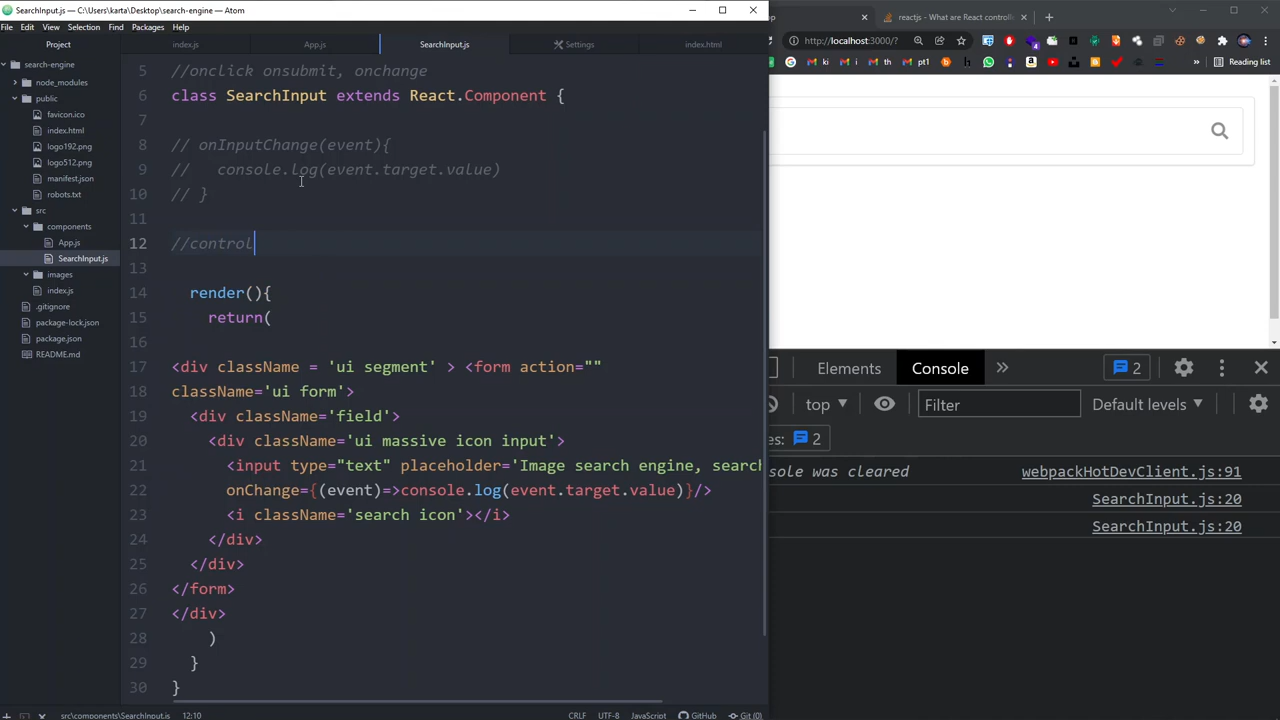 SearchInput.js — C:\Users\karta\Desktop\search-engine — Atom
File Edit View Selection Find Packages Help
Project
index.js
App.js
SearchInput.js
Settings
index.html
search-engine
node_modules
public
favicon.ico
index.html
logo192.png
logo512.png
manifest.json
robots.txt
src
components
App.js
SearchInput.js
images
index.js
.gitignore
package-lock.json
package.json
README.md
5 //onclick onsubmit, onchange
6 class SearchInput extends React.Component {
7
8 // onInputChange(event){
9 // console.log(event.target.value)
10 // }
11
12 //control
13
14 render(){
15 return(
16
17 <div className = 'ui segment' > <form action=""
18 className='ui form'>
19 <div className='field'>
20 <div className='ui massive icon input'>
21 <input type="text" placeholder='Image search engine, search
22 onChange={(event)=>console.log(event.target.value)}/>
23 <i className='search icon'></i>
24 </div>
25 </div>
26 </form>
27 </div>
28 )
29 }
30 }
src\components\SearchInput.js 12:10
CRLF UTF-8 JavaScript GitHub Git (0)
reactjs - What are React controll
http://localhost:3000/?
ki i th pt1 Reading list
Elements Console 2
top Filter Default levels
es: 2
sole was cleared webpackHotDevClient.js:91
SearchInput.js:20
SearchInput.js:20